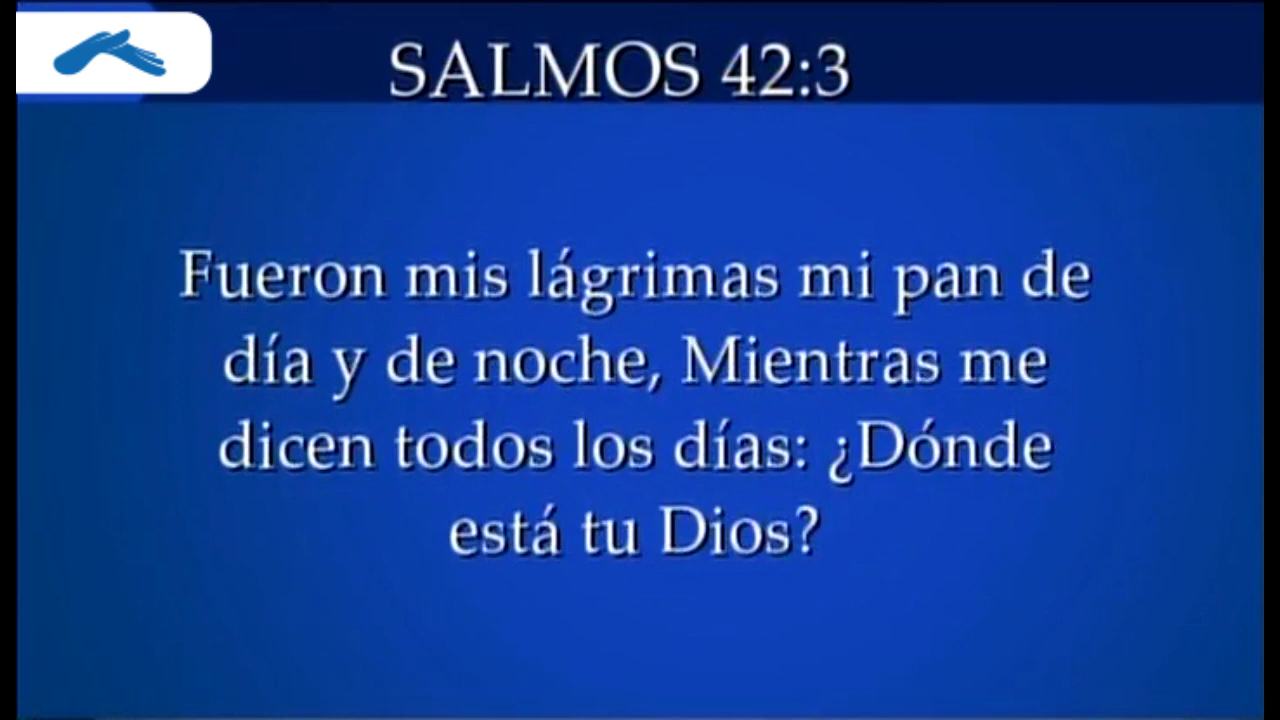 SALMOS 42:3
Fueron mis lágrimas mi pan de
día y de noche, Mientras me
dicen todos los días: ¿Dónde
está tu Dios?